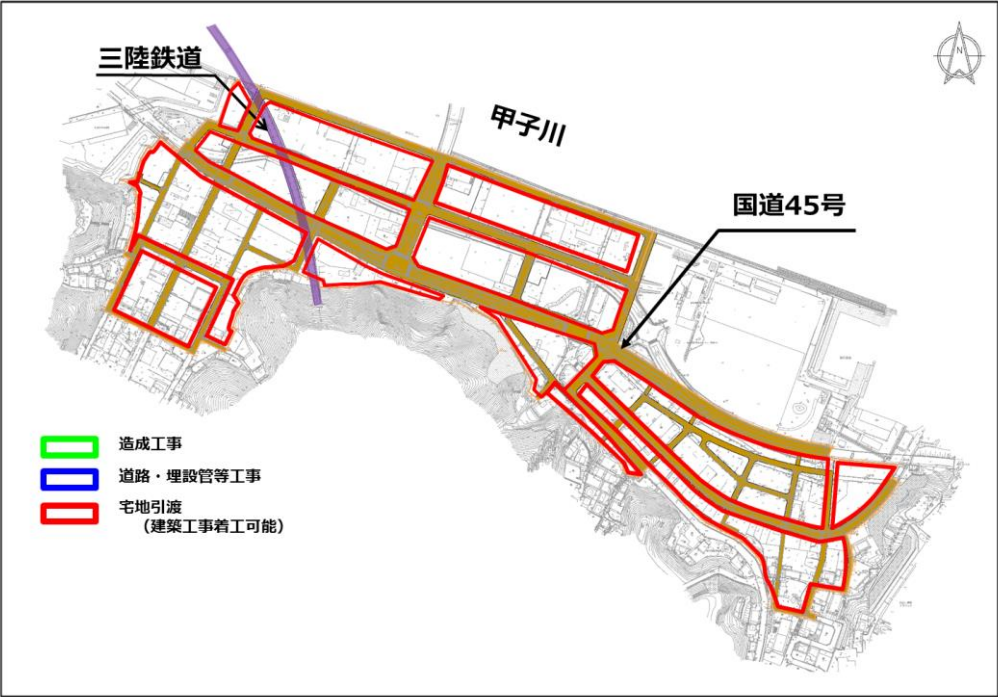 三陸鉄道
N
甲子川
国道45号
造成工事
道路・埋設管等工事
宅地引渡
（建築工事着工可能）